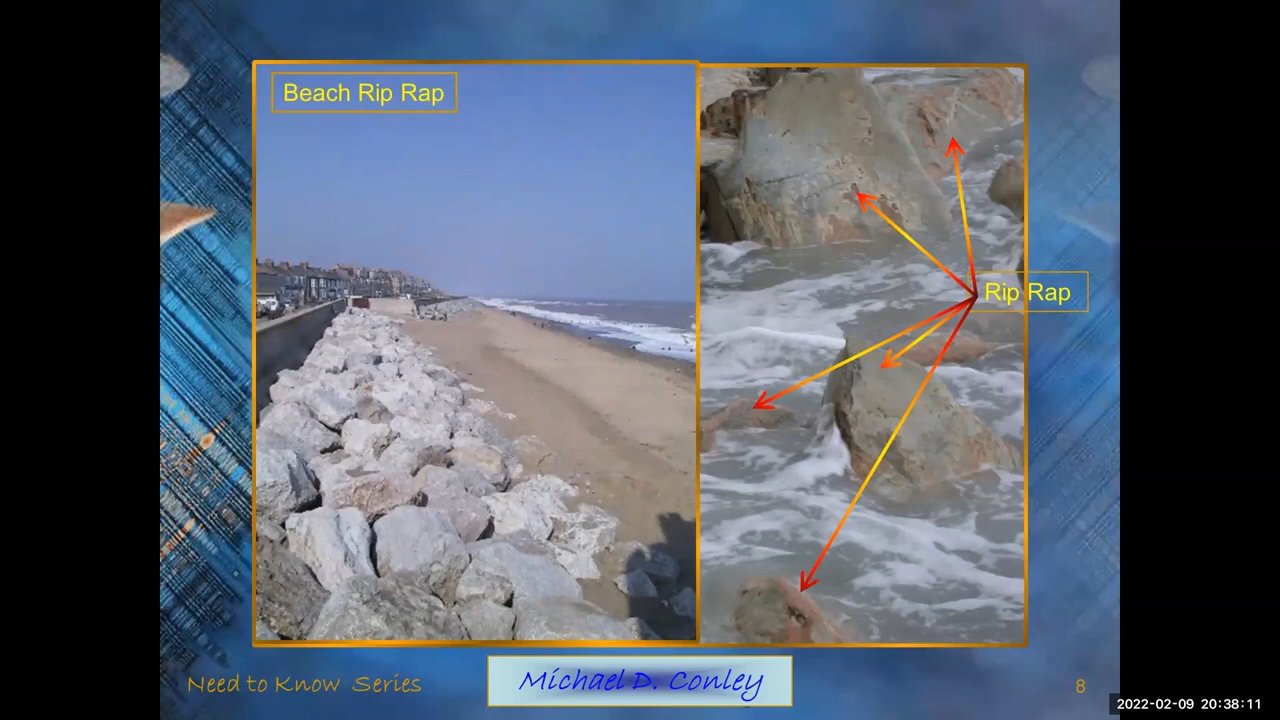 Beach Rip Rap
Rip Rap
Need to Know Series
Michael D. Conley
8
2022-02-09 20:38:11